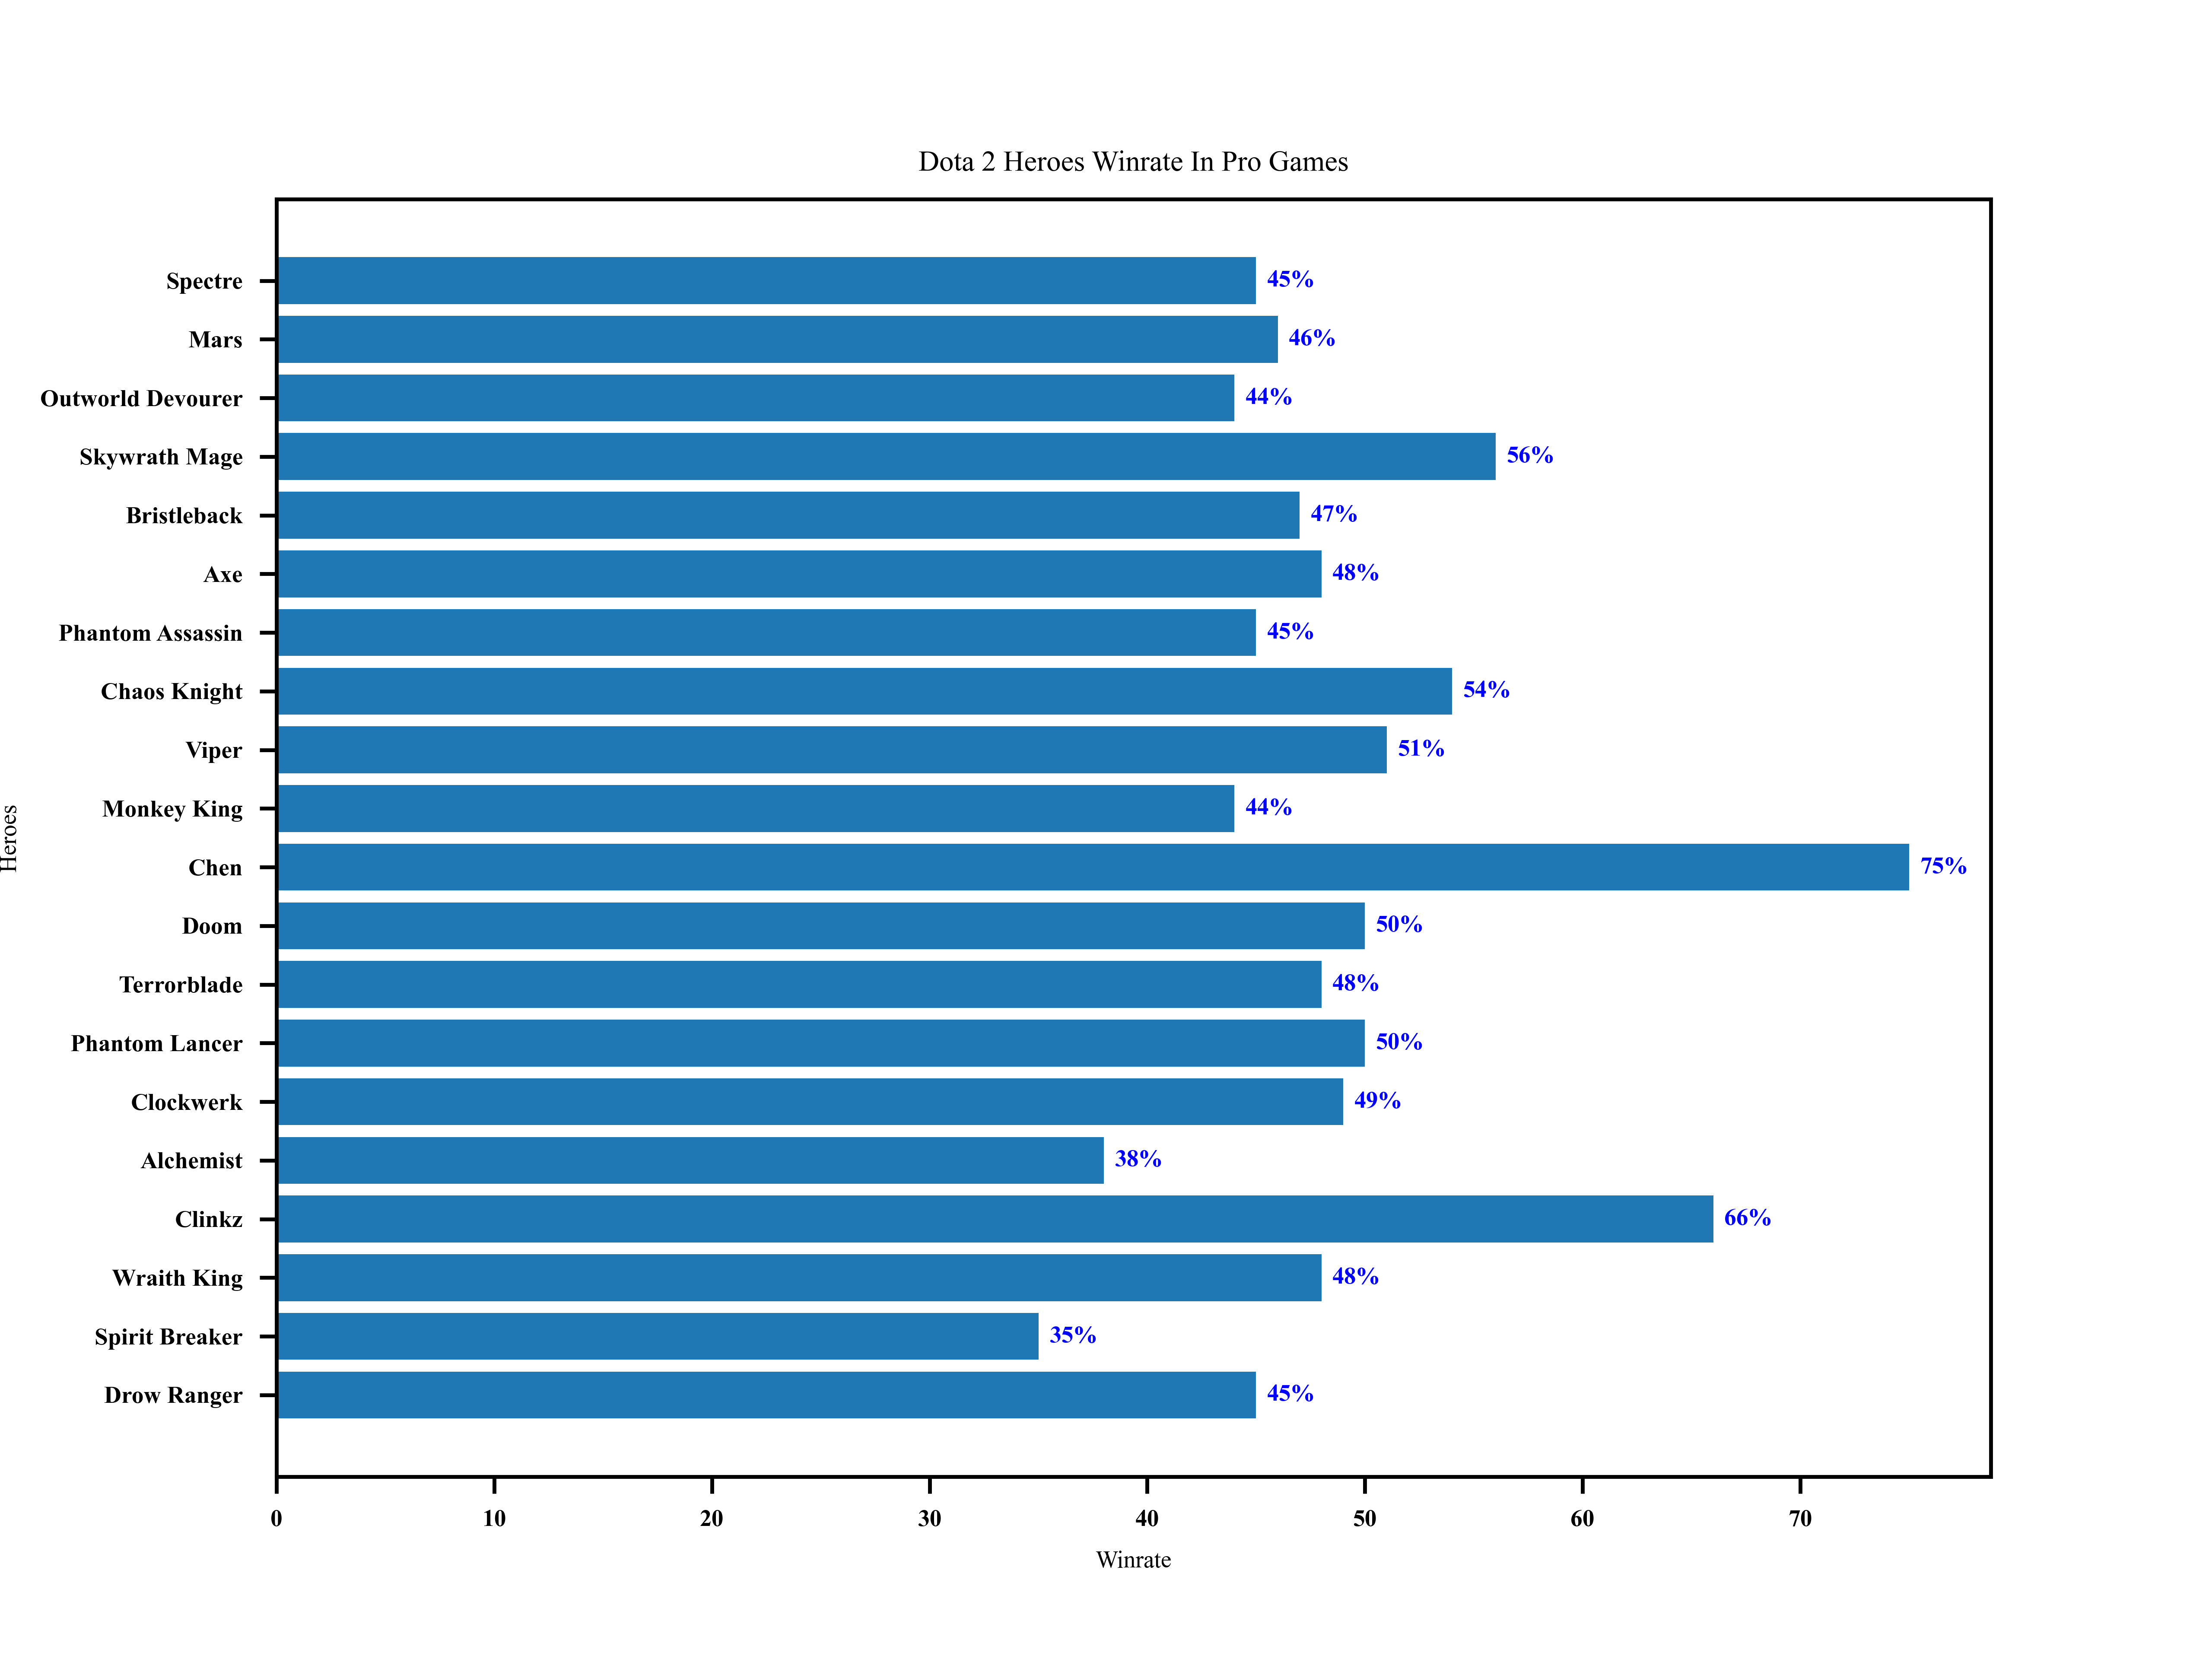 Dota 2 Heroes Winrate In Pro Games
Spectre 45%
Mars 46%
Outworld Devourer 44%
Skywrath Mage 56%
Bristleback 47%
Axe 48%
Phantom Assassin 45%
Chaos Knight 54%
Viper 51%
Monkey King 44%
Heroes
Chen 75%
Doom 50%
Terrorblade 48%
Phantom Lancer 50%
Clockwerk 49%
Alchemist 38%
Clinkz 66%
Wraith King 48%
Spirit Breaker 35%
Drow Ranger 45%
0 10 20 30 40 50 60 70
Winrate